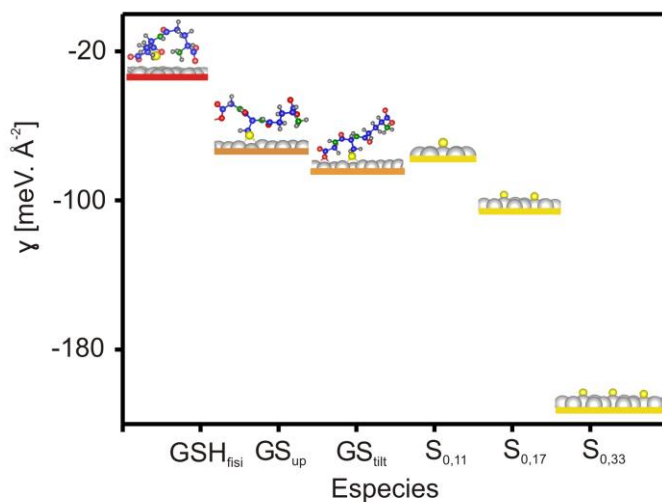 -20
-100
-180
γ [meV. Å⁻²]
GSH_fisi GS_up GS_tilt S_0,11 S_0,17 S_0,33
Especies